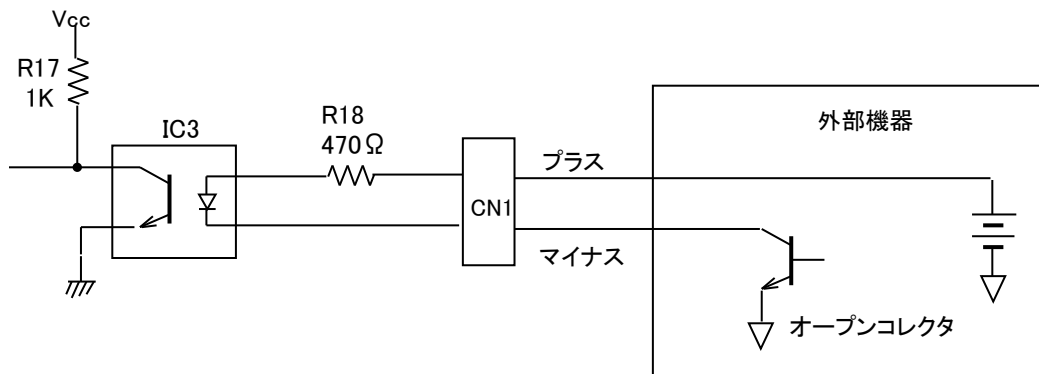 Vcc
R17
1K
IC3
R18
470Ω
CN1
プラス
マイナス
外部機器
オープンコレクタ